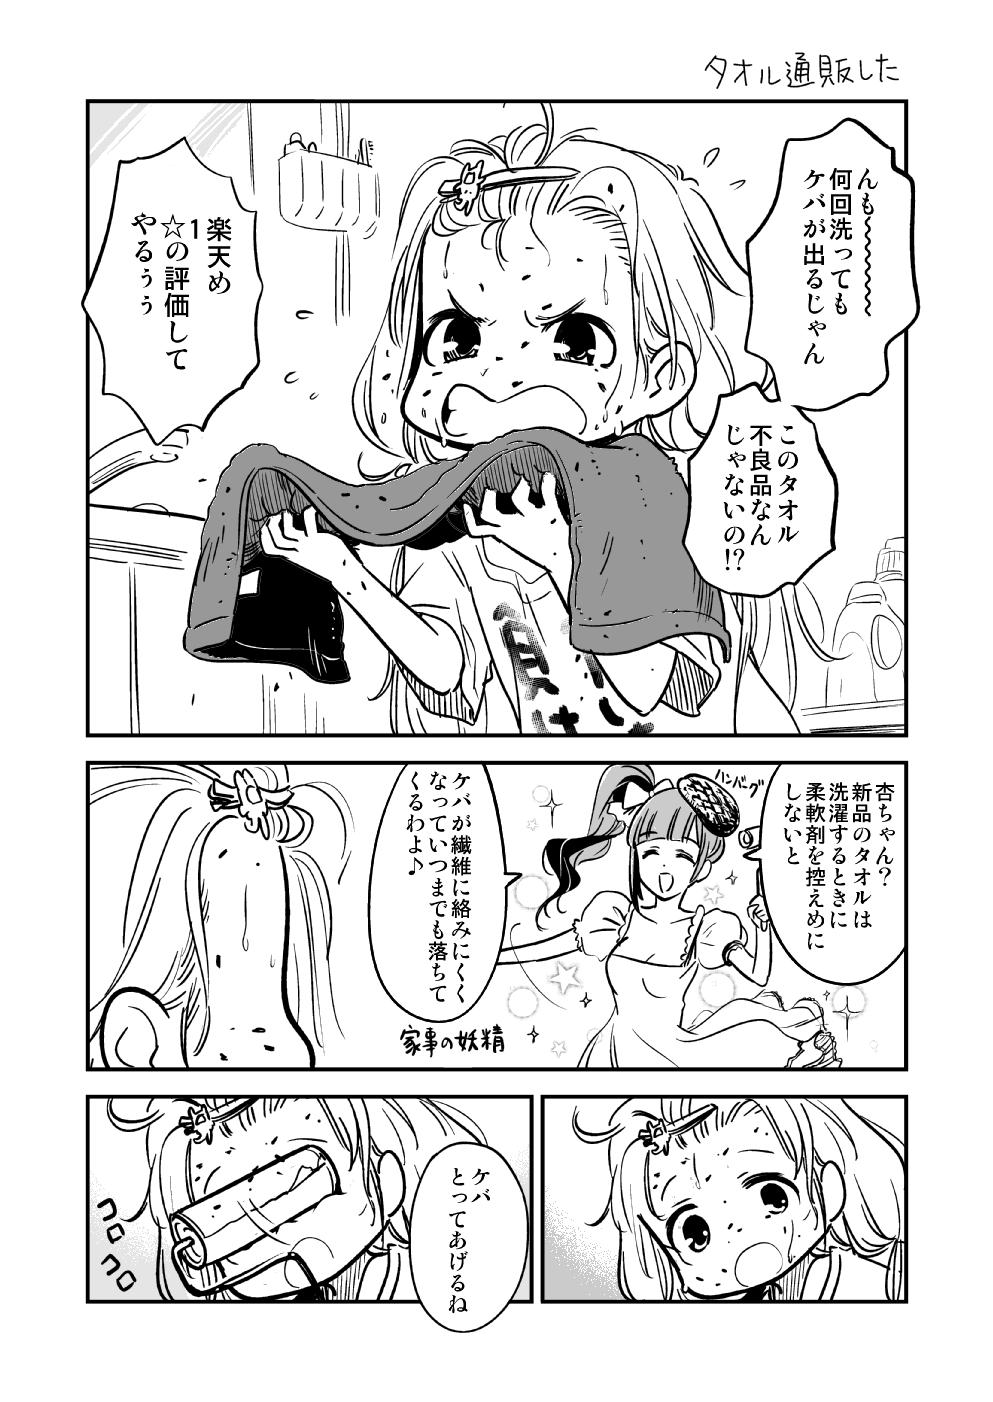 タオル通販した
んも〜〜〜〜
何回洗っても
ケバが出るじゃん
このタオル
不良品なん
じゃないの!?
楽天め
1☆の評価して
やるぅぅ
杏ちゃん?
新品のタオルは
洗濯するときに
柔軟剤を控えめに
しないと
ハンバーグ
ケバが繊維に絡みにくく
なっていつまでも落ちて
くるわよ♪
家事の妖精
ケバ
とってあげるね
コロ
コロ